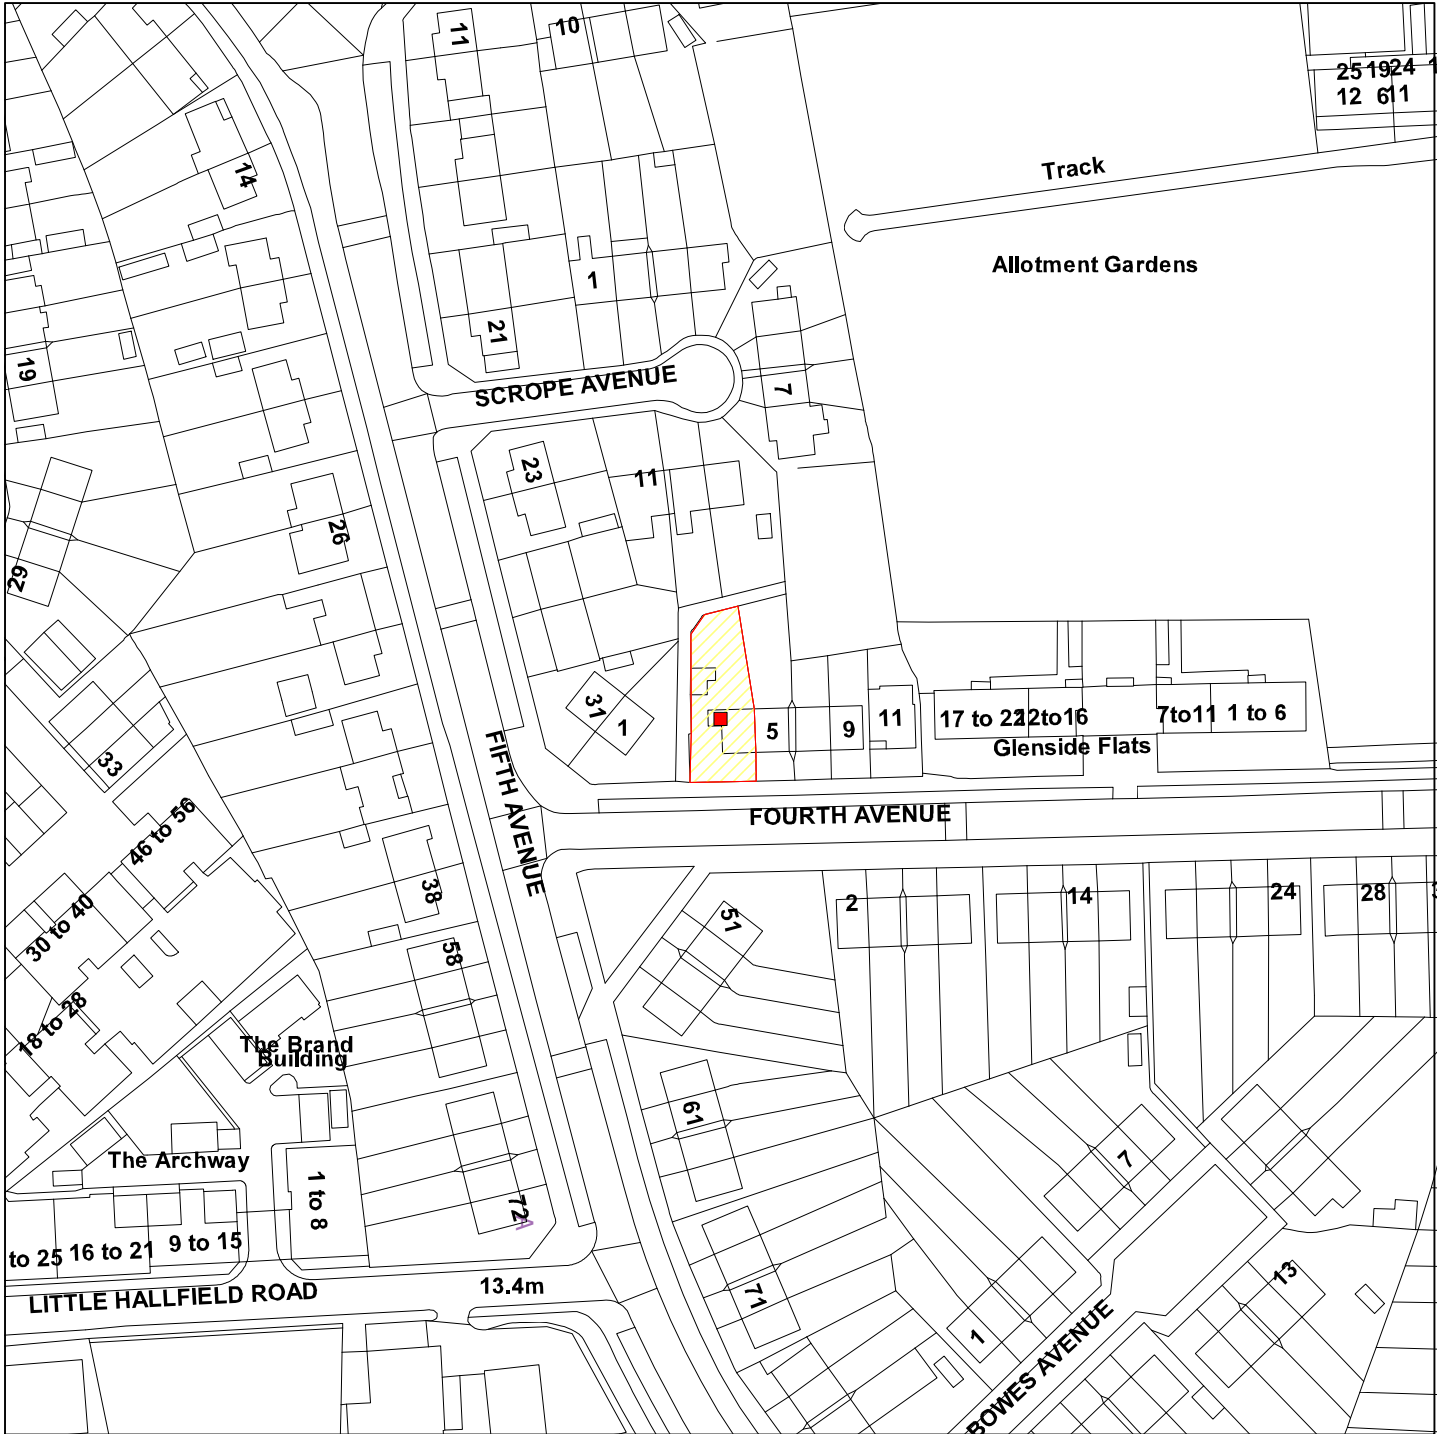 11
10
25 19 24
12 6 11
14
Track
Allotment Gardens
1
21
19
7
SCROPE AVENUE
23
11
26
29
31
1
5
9
11
17 to 22
12to16
7to11
1 to 6
Glenside Flats
33
FIFTH AVENUE
FOURTH AVENUE
46 to 56
38
2
14
24
28
51
30 to 40
58
18 to 28
The Brand
Building
61
The Archway
7
1 to 8
72
A
to 25
16 to 21
9 to 15
13.4m
LITTLE HALLFIELD ROAD
71
13
1
BOWES AVENUE